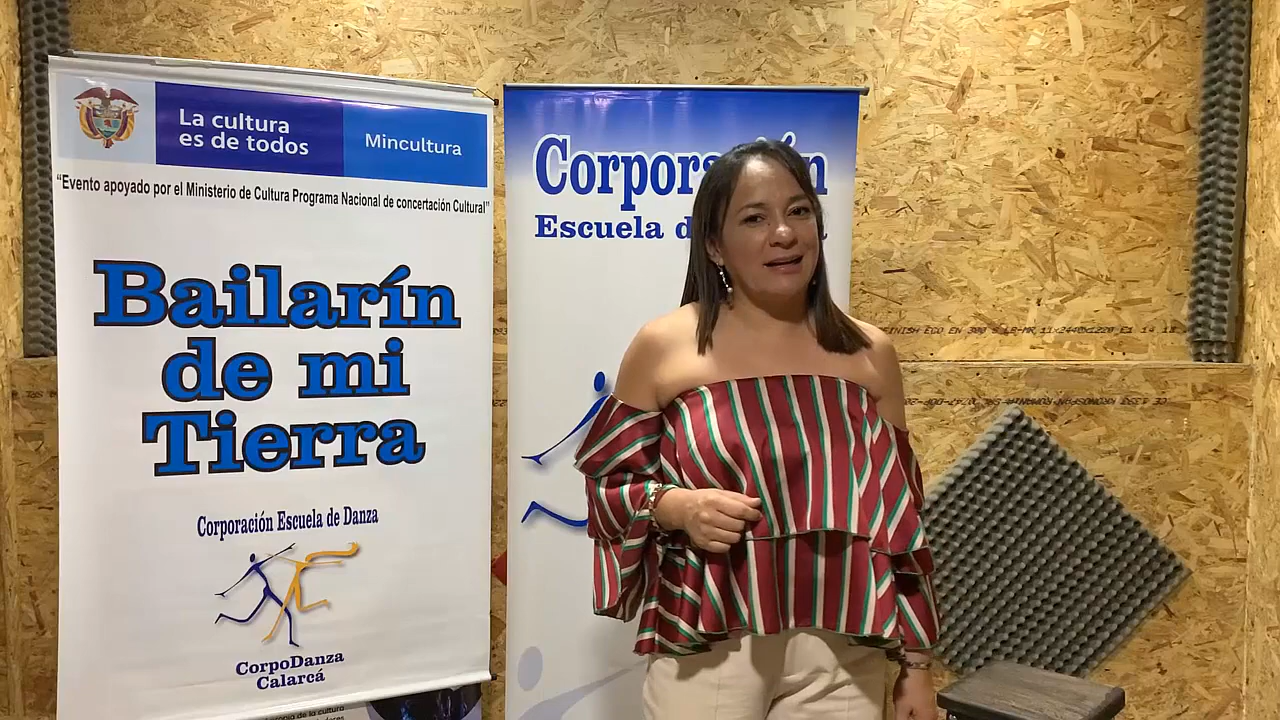 La cultura
es de todos
Mincultura
“Evento apoyado por el Ministerio de Cultura Programa Nacional de concertación Cultural”
Bailarín
de mi
Tierra
Corporación Escuela de Danza
CorpoDanza
Calarcá
Corporación
Escuela d